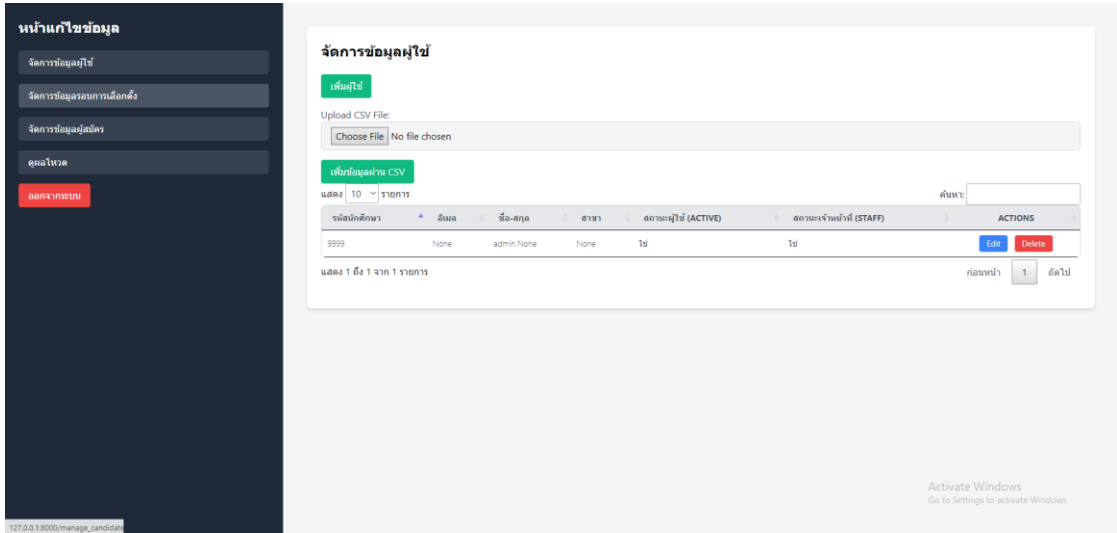 หน้าแก้ไขข้อมูล
จัดการข้อมูลผู้ใช้
จัดการข้อมูลรอบการเลือกตั้ง
จัดการข้อมูลผู้สมัคร
ดูผลโหวต
ออกจากระบบ
จัดการข้อมูลผู้ใช้
เพิ่มผู้ใช้
Upload CSV File:
Choose File No file chosen
เพิ่มข้อมูลผ่าน CSV
แสดง 10 รายการ ค้นหา:
รหัสนักศึกษา อีเมล ชื่อ-สกุล สาขา สถานะผู้ใช้ (ACTIVE) สถานะเจ้าหน้าที่ (STAFF) ACTIONS
9999 None admin None None ใช่ ใช่ Edit Delete
แสดง 1 ถึง 1 จาก 1 รายการ ก่อนหน้า 1 ถัดไป
Activate Windows
Go to Settings to activate Windows.
127.0.0.1:8000/manage_candidate